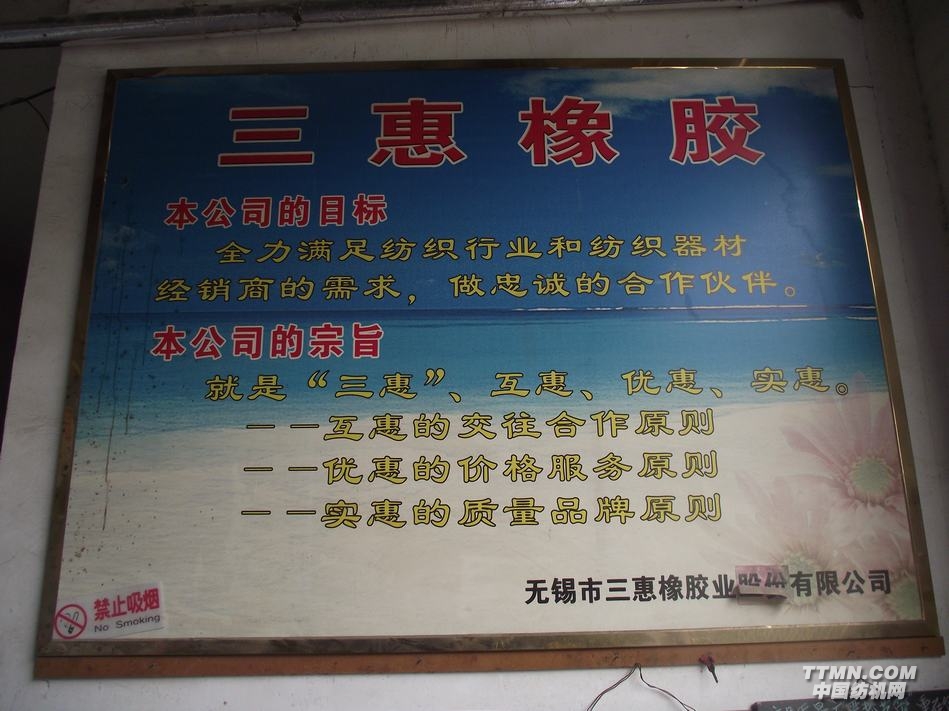 三惠橡胶
本公司的目标
全力满足纺织行业和纺织器材
经销商的需求，做忠诚的合作伙伴。
本公司的宗旨
就是“三惠”、互惠、优惠、实惠。
——互惠的交往合作原则
——优惠的价格服务原则
——实惠的质量品牌原则
无锡市三惠橡胶业股份有限公司
禁止吸烟
No Smoking
TTMN.COM
中国纺机网